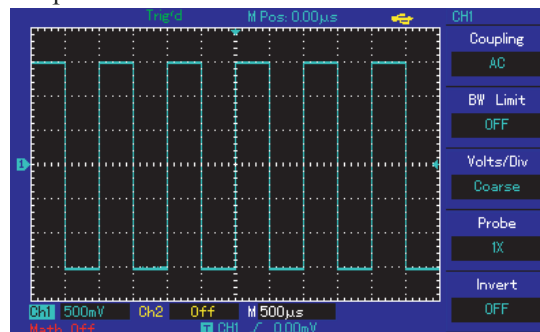 Trig'd M Pos: 0.00μs CH1
Coupling
AC
BW Limit
OFF
Volts/Div
Coarse
Probe
1X
Invert
OFF
1
Ch1 500mV Ch2 Off M 500μs
Math Off T CH1 / 0.00mV